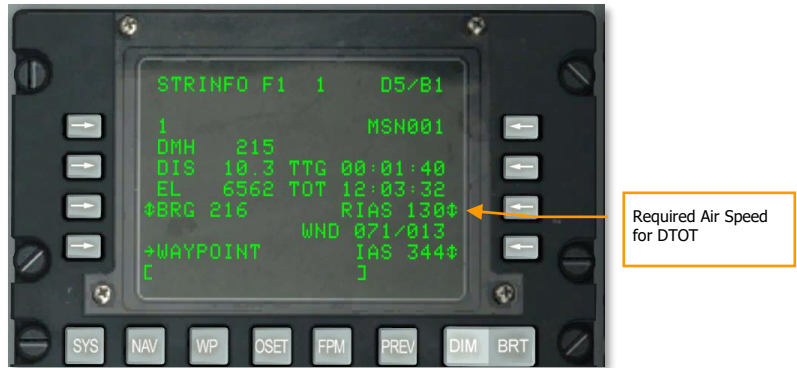 STRINFO F1 1 D5/B1
1 MSN001
DMH 215
DIS 10.3 TTG 00:01:40
EL 6562 TOT 12:03:32
↕BRG 216 RIAS 130↕
WND 071/013
→WAYPOINT IAS 344↕
[ ]
Required Air Speed
for DTOT
SYS NAV WP OSET FPM PREV DIM BRT